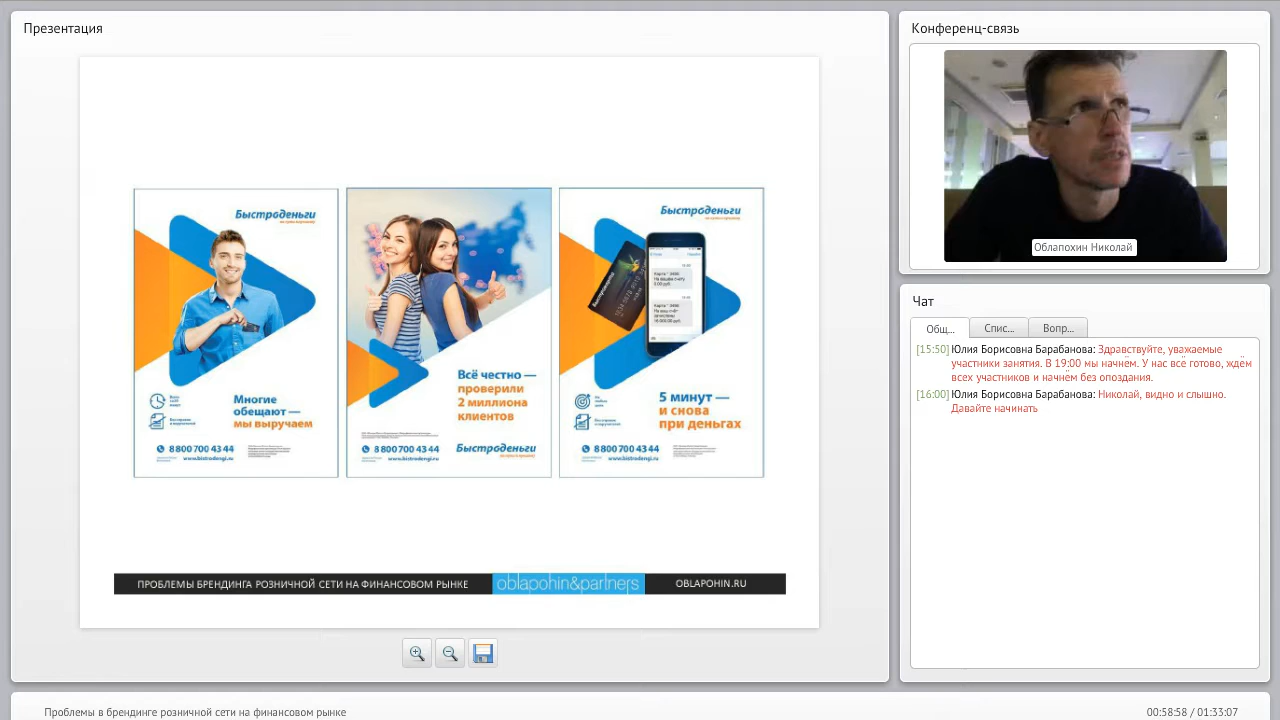 Презентация
Быстроденьги
Многие
обещают —
мы выручаем
8 800 700 43 44
www.bistrodengi.ru
Всё честно —
проверили
2 миллиона
клиентов
8 800 700 43 44
www.bistrodengi.ru
Быстроденьги
Быстроденьги
5 минут —
и снова
при деньгах
8 800 700 43 44
www.bistrodengi.ru
ПРОБЛЕМЫ БРЕНДИНГА РОЗНИЧНОЙ СЕТИ НА ФИНАНСОВОМ РЫНКЕ
oblapohin&partners
OBLAPOHIN.RU
Конференц-связь
Облапохин Николай
Чат
Общ...
Спис...
Вопр...
[15:50] Юлия Борисовна Барабанова: Здравствуйте, уважаемые
участники занятия. В 19:00 мы начнём. У нас всё готово, ждём
всех участников и начнём без опоздания.
[16:00] Юлия Борисовна Барабанова: Николай, видно и слышно.
Давайте начинать
Проблемы в брендинге розничной сети на финансовом рынке
00:58:58 / 01:33:07